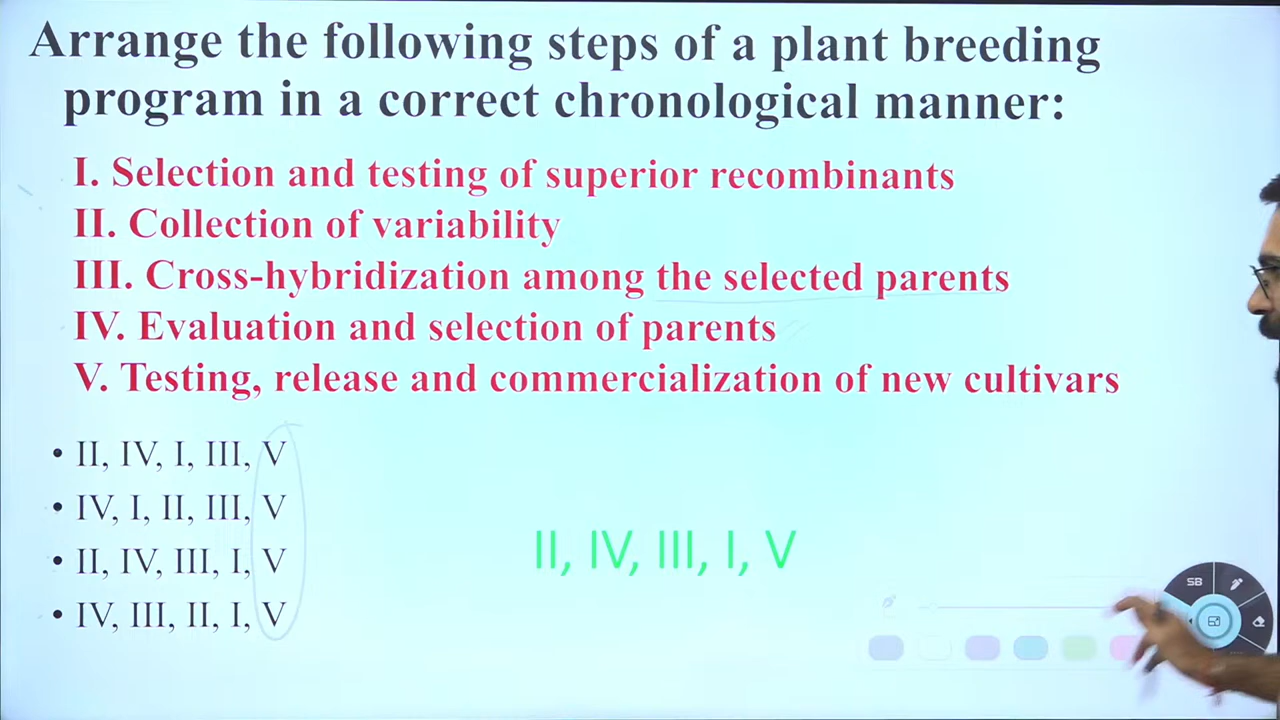 Arrange the following steps of a plant breeding
program in a correct chronological manner:
I. Selection and testing of superior recombinants
II. Collection of variability
III. Cross-hybridization among the selected parents
IV. Evaluation and selection of parents
V. Testing, release and commercialization of new cultivars
• II, IV, I, III, V
• IV, I, II, III, V
• II, IV, III, I, V
• IV, III, II, I, V
II, IV, III, I, V
SB